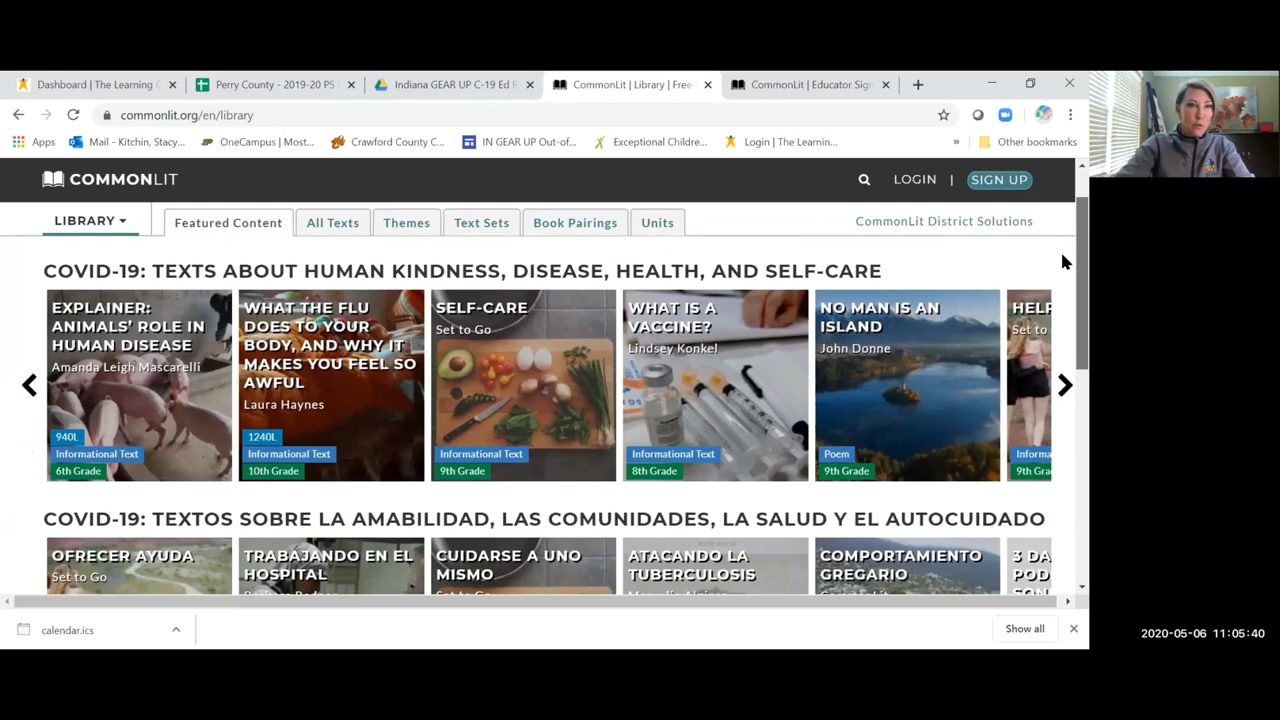 Dashboard | The Learning C
Perry County - 2019-20 PS
Indiana GEAR UP C-19 Ed R
CommonLit | Library | Free
CommonLit | Educator Sign
commonlit.org/en/library
Apps
Mail - Kitchin, Stacy...
OneCampus | Most...
Crawfo
IN GEAR UP Out-of...
Exceptional Childre...
Login | The Learnin...
»
Other bookmarks
COMMONLIT
LOGIN | SIGN UP
LIBRARY
Featured Content
All Texts
Themes
Text Sets
Book Pairings
Units
CommonLit District Solutions
COVID-19: TEXTS ABOUT HUMAN KINDNESS, DISEASE, HEALTH, AND SELF-CARE
EXPLAINER:
ANIMALS' ROLE IN
HUMAN DISEASE
Amanda Leigh Mascarelli
940L
Informational Text
6th Grade
WHAT THE FLU
DOES TO YOUR
BODY, AND WHY IT
MAKES YOU FEEL SO
AWFUL
Laura Haynes
1240L
Informational Text
10th Grade
SELF-CARE
Set to Go
Informational Text
9th Grade
WHAT IS A
VACCINE?
Lindsey Konkel
Informational Text
8th Grade
NO MAN IS AN
ISLAND
John Donne
Poem
9th Grade
HELP
Set to
Informa
9th Gra
COVID-19: TEXTOS SOBRE LA AMABILIDAD, LAS COMUNIDADES, LA SALUD Y EL AUTOCUIDADO
OFRECER AYUDA
Set to Go
TRABAJANDO EN EL
HOSPITAL
CUIDARSE A UNO
MISMO
ATACANDO LA
TUBERCULOSIS
COMPORTAMIENTO
GREGARIO
3 DA
POD
SON
calendar.ics
Show all
2020-05-06 11:05:40